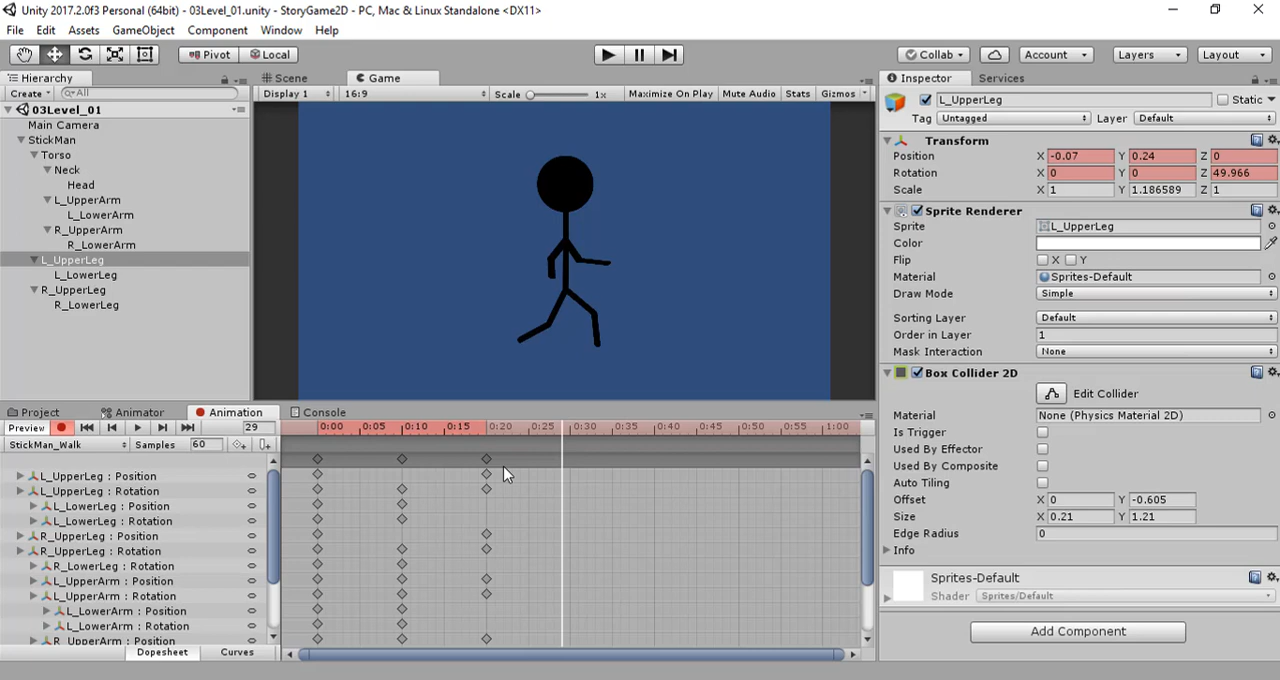 Unity 2017.2.0f3 Personal (64bit) - 03Level_01.unity - StoryGame2D - PC, Mac & Linux Standalone <DX11>
File Edit Assets GameObject Component Window Help
Pivot Local Collab Account Layers Layout
Hierarchy
Create All
03Level_01
Main Camera
StickMan
Torso
Neck
Head
L_UpperArm
L_LowerArm
R_UpperArm
R_LowerArm
L_UpperLeg
L_LowerLeg
R_UpperLeg
R_LowerLeg
Scene Game
Display 1 16:9 Scale 1x Maximize On Play Mute Audio Stats Gizmos
Inspector Services
L_UpperLeg Static
Tag Untagged Layer Default
Transform
Position X -0.07 Y 0.24 Z 0
Rotation X 0 Y 0 Z 49.966
Scale X 1 Y 1.186589 Z 1
Sprite Renderer
Sprite L_UpperLeg
Color
Flip X Y
Material Sprites-Default
Draw Mode Simple
Sorting Layer Default
Order in Layer 1
Mask Interaction None
Box Collider 2D
Edit Collider
Material None (Physics Material 2D)
Is Trigger
Used By Effector
Used By Composite
Auto Tiling
Offset X 0 Y -0.605
Size X 0.21 Y 1.21
Edge Radius 0
Info
Sprites-Default
Shader Sprites/Default
Add Component
Project Animator Animation Console
Preview 29 0:00 0:05 0:10 0:15 0:20 0:25 0:30 0:35 0:40 0:45 0:50 0:55 1:00
StickMan_Walk Samples 60
L_UpperLeg : Position
L_UpperLeg : Rotation
L_LowerLeg : Position
L_LowerLeg : Rotation
R_UpperLeg : Position
R_UpperLeg : Rotation
R_LowerLeg : Rotation
L_UpperArm : Position
L_UpperArm : Rotation
L_LowerArm : Position
L_LowerArm : Rotation
R_UpperArm : Position
Dopesheet Curves